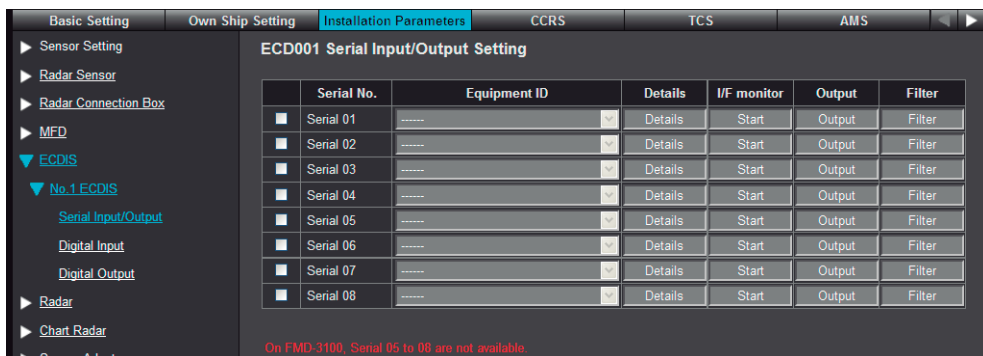 Basic Setting Own Ship Setting Installation Parameters CCRS TCS AMS
Sensor Setting
Radar Sensor
Radar Connection Box
MFD
ECDIS
No.1 ECDIS
Serial Input/Output
Digital Input
Digital Output
Radar
Chart Radar
ECD001 Serial Input/Output Setting
Serial No. Equipment ID Details I/F monitor Output Filter
Serial 01 ------ Details Start Output Filter
Serial 02 ------ Details Start Output Filter
Serial 03 ------ Details Start Output Filter
Serial 04 ------ Details Start Output Filter
Serial 05 ------ Details Start Output Filter
Serial 06 ------ Details Start Output Filter
Serial 07 ------ Details Start Output Filter
Serial 08 ------ Details Start Output Filter
On FMD-3100, Serial 05 to 08 are not available.